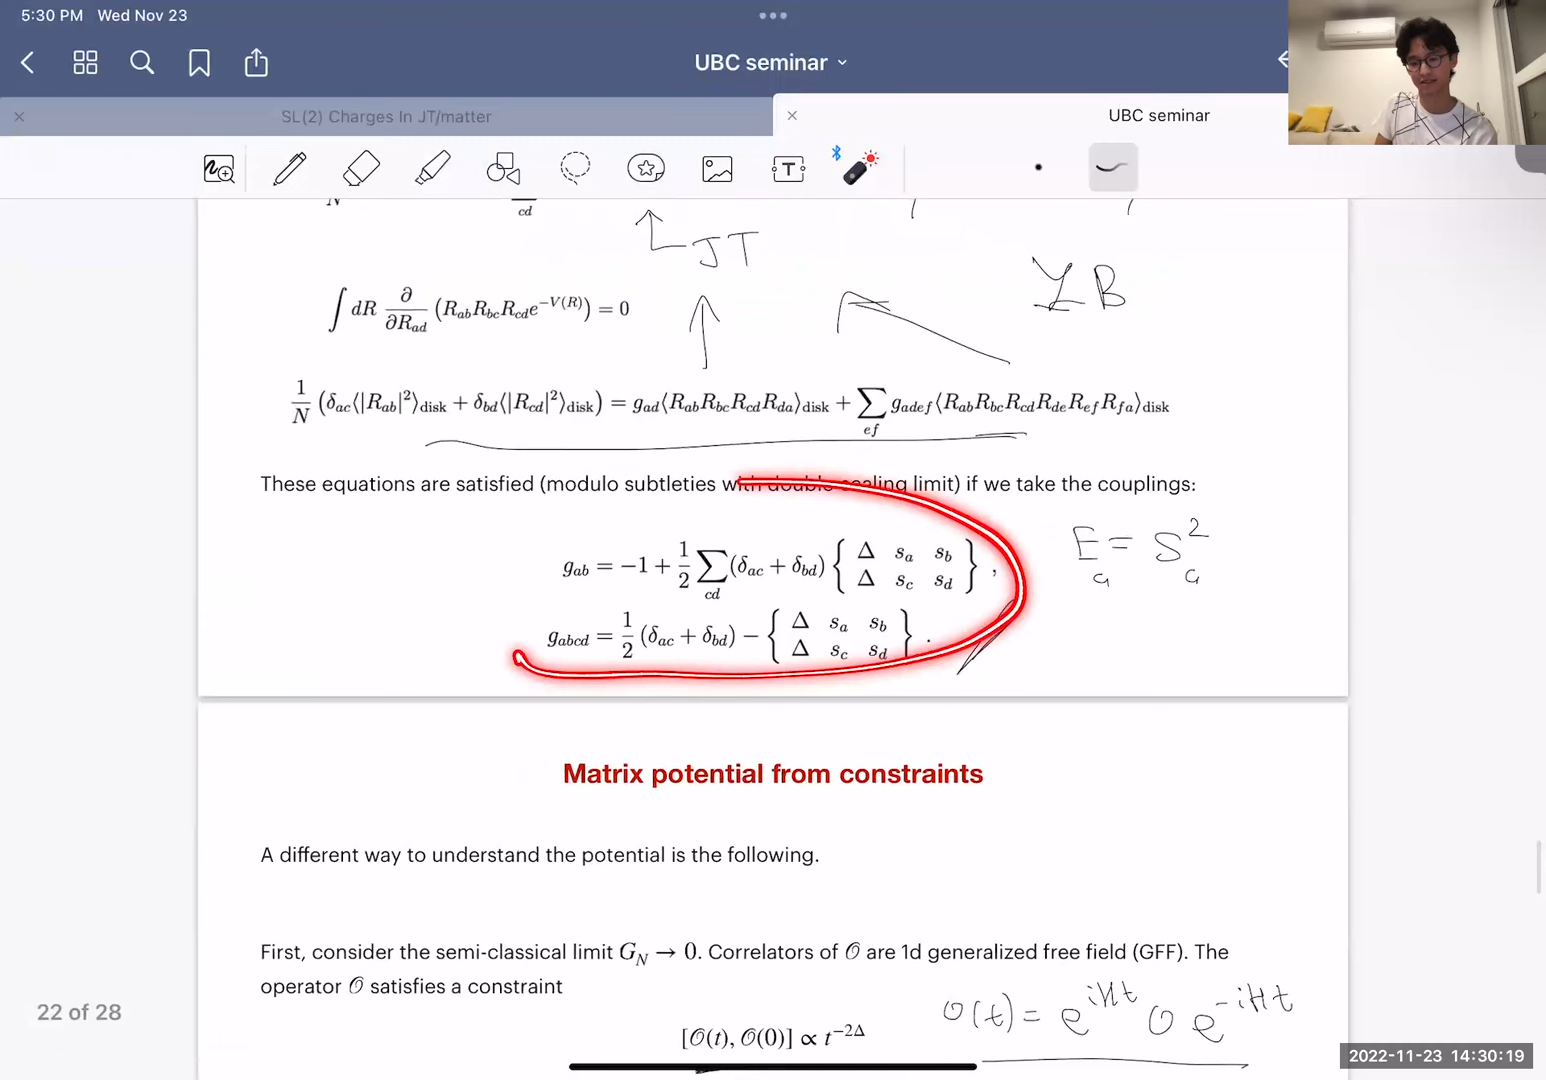 5:30 PM Wed Nov 23
UBC seminar
SL(2) Charges In JT/matter
UBC seminar
cd
JT
YB
∫ dR ∂/∂R_ad (R_ab R_bc R_cd e^{−V(R)}) = 0
1/N (δ_ac⟨|R_ab|²⟩_disk + δ_bd⟨|R_cd|²⟩_disk) = g_ad⟨R_ab R_bc R_cd R_da⟩_disk + ∑_ef g_adef⟨R_ab R_bc R_cd R_de R_ef R_fa⟩_disk
These equations are satisfied (modulo subtleties with double scaling limit) if we take the couplings:
g_ab = −1 + 1/2 ∑_cd (δ_ac + δ_bd) { Δ s_a s_b ; Δ s_c s_d } ,
E_a = S_a^2
g_abcd = 1/2 (δ_ac + δ_bd) − { Δ s_a s_b ; Δ s_c s_d } .
Matrix potential from constraints
A different way to understand the potential is the following.
First, consider the semi-classical limit G_N → 0. Correlators of 𝒪 are 1d generalized free field (GFF). The
operator 𝒪 satisfies a constraint
O(t) = e^{iHt} O e^{-iHt}
[𝒪(t), 𝒪(0)] ∝ t^{−2Δ}
22 of 28
2022-11-23 14:30:19